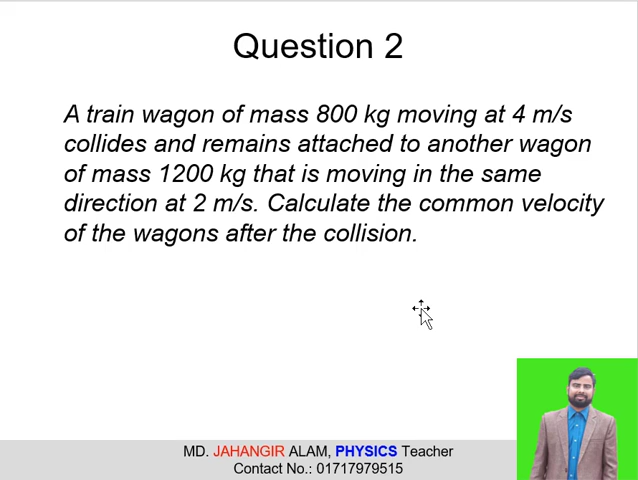 Question 2
A train wagon of mass 800 kg moving at 4 m/s
collides and remains attached to another wagon
of mass 1200 kg that is moving in the same
direction at 2 m/s. Calculate the common velocity
of the wagons after the collision.
MD. JAHANGIR ALAM, PHYSICS Teacher
Contact No.: 01717979515